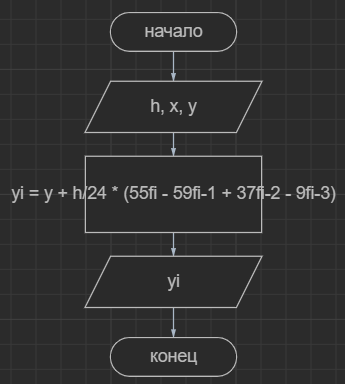 начало
h, x, y
yi = y + h/24 * (55fi - 59fi-1 + 37fi-2 - 9fi-3)
yi
конец